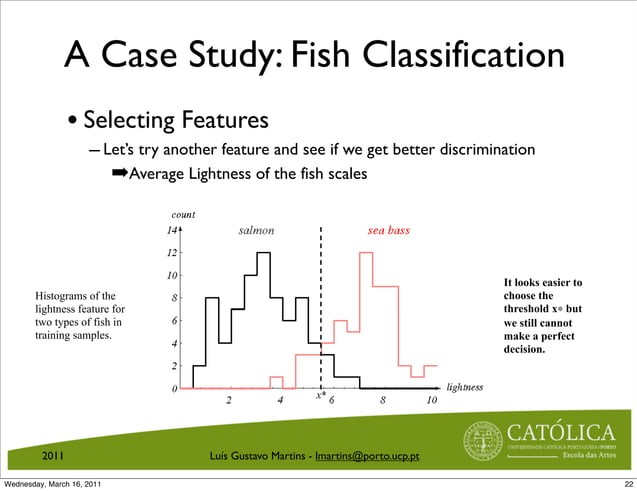 A Case Study: Fish Classification
• Selecting Features
– Let's try another feature and see if we get better discrimination
➡Average Lightness of the fish scales
count
14
12
10
8
6
4
2
0
salmon
sea bass
2
4
x*
6
8
10
lightness
Histograms of the
lightness feature for
two types of fish in
training samples.
It looks easier to
choose the
threshold x* but
we still cannot
make a perfect
decision.
2011
Luís Gustavo Martins - lmartins@porto.ucp.pt
CATÓLICA
UNIVERSIDADE CATÓLICA PORTUGUESA | PORTO
Escola das Artes
Wednesday, March 16, 2011
22